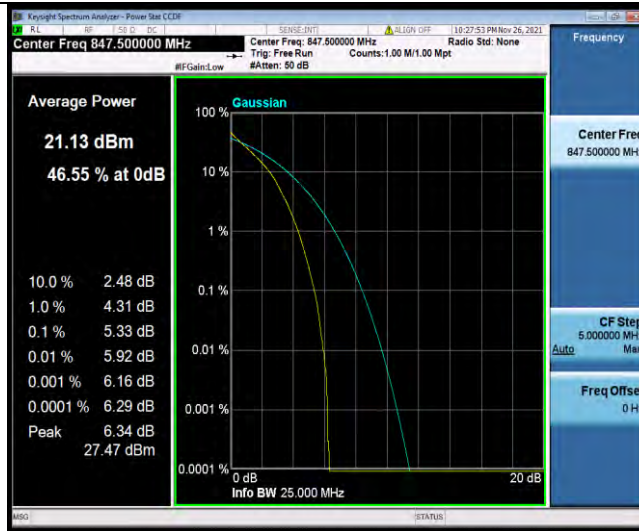 Keysight Spectrum Analyzer - Power Stat CCDF
RL RF 50 Ω DC SENSE:INT ALIGN OFF 10:27:53 PM Nov 26, 2021
Center Freq 847.500000 MHz
Center Freq: 847.500000 MHz Radio Std: None
Trig: Free Run Counts:1.00 M/1.00 Mpt
#IFGain:Low #Atten: 50 dB
Frequency
Average Power
21.13 dBm
46.55 % at 0dB
10.0 % 2.48 dB
1.0 % 4.31 dB
0.1 % 5.33 dB
0.01 % 5.92 dB
0.001 % 6.16 dB
0.0001 % 6.29 dB
Peak 6.34 dB
27.47 dBm
Gaussian
100 %
10 %
1 %
0.1 %
0.01 %
0.001 %
0.0001 %
0 dB 20 dB
Info BW 25.000 MHz
Center Fre
847.500000 MH
CF Step
5.000000 MH
Auto Ma
Freq Offse
0 H
MSG STATUS